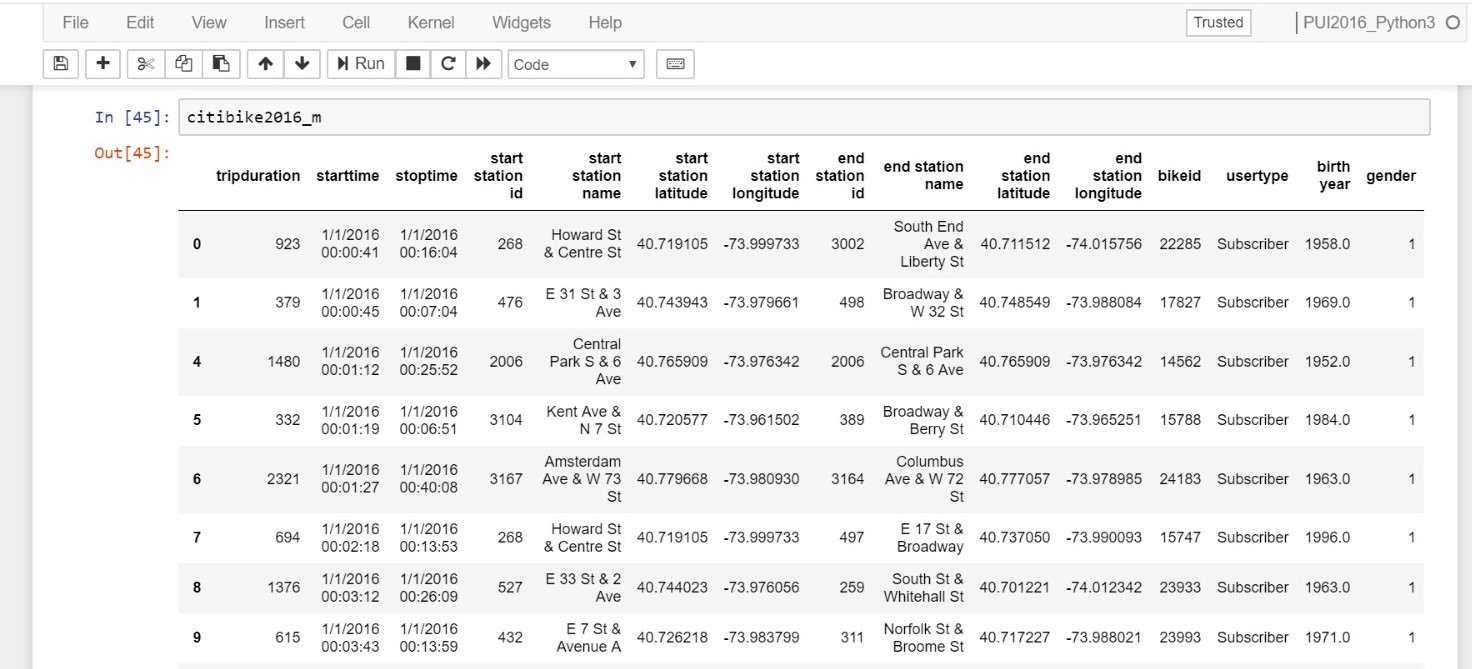 File Edit View Insert Cell Kernel Widgets Help Trusted PUI2016_Python3
Run Code
In [45]: citibike2016_m
Out[45]:
tripduration starttime stoptime start station id start station name start station latitude start station longitude end station id end station name end station latitude end station longitude bikeid usertype birth year gender
0 923 1/1/2016 00:00:41 1/1/2016 00:16:04 268 Howard St & Centre St 40.719105 -73.999733 3002 South End Ave & Liberty St 40.711512 -74.015756 22285 Subscriber 1958.0 1
1 379 1/1/2016 00:00:45 1/1/2016 00:07:04 476 E 31 St & 3 Ave 40.743943 -73.979661 498 Broadway & W 32 St 40.748549 -73.988084 17827 Subscriber 1969.0 1
4 1480 1/1/2016 00:01:12 1/1/2016 00:25:52 2006 Central Park S & 6 Ave 40.765909 -73.976342 2006 Central Park S & 6 Ave 40.765909 -73.976342 14562 Subscriber 1952.0 1
5 332 1/1/2016 00:01:19 1/1/2016 00:06:51 3104 Kent Ave & N 7 St 40.720577 -73.961502 389 Broadway & Berry St 40.710446 -73.965251 15788 Subscriber 1984.0 1
6 2321 1/1/2016 00:01:27 1/1/2016 00:40:08 3167 Amsterdam Ave & W 73 St 40.779668 -73.980930 3164 Columbus Ave & W 72 St 40.777057 -73.978985 24183 Subscriber 1963.0 1
7 694 1/1/2016 00:02:18 1/1/2016 00:13:53 268 Howard St & Centre St 40.719105 -73.999733 497 E 17 St & Broadway 40.737050 -73.990093 15747 Subscriber 1996.0 1
8 1376 1/1/2016 00:03:12 1/1/2016 00:26:09 527 E 33 St & 2 Ave 40.744023 -73.976056 259 South St & Whitehall St 40.701221 -74.012342 23933 Subscriber 1963.0 1
9 615 1/1/2016 00:03:43 1/1/2016 00:13:59 432 E 7 St & Avenue A 40.726218 -73.983799 311 Norfolk St & Broome St 40.717227 -73.988021 23993 Subscriber 1971.0 1